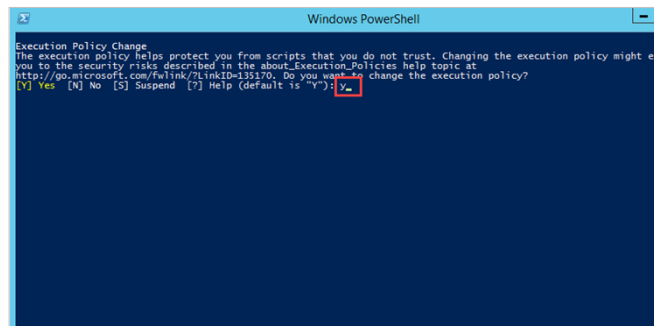 Windows PowerShell
Execution Policy Change
The execution policy helps protect you from scripts that you do not trust. Changing the execution policy might e
you to the security risks described in the about_Execution_Policies help topic at
http://go.microsoft.com/fwlink/?LinkID=135170. Do you want to change the execution policy?
[Y] Yes  [N] No  [S] Suspend  [?] Help (default is "Y"): y_